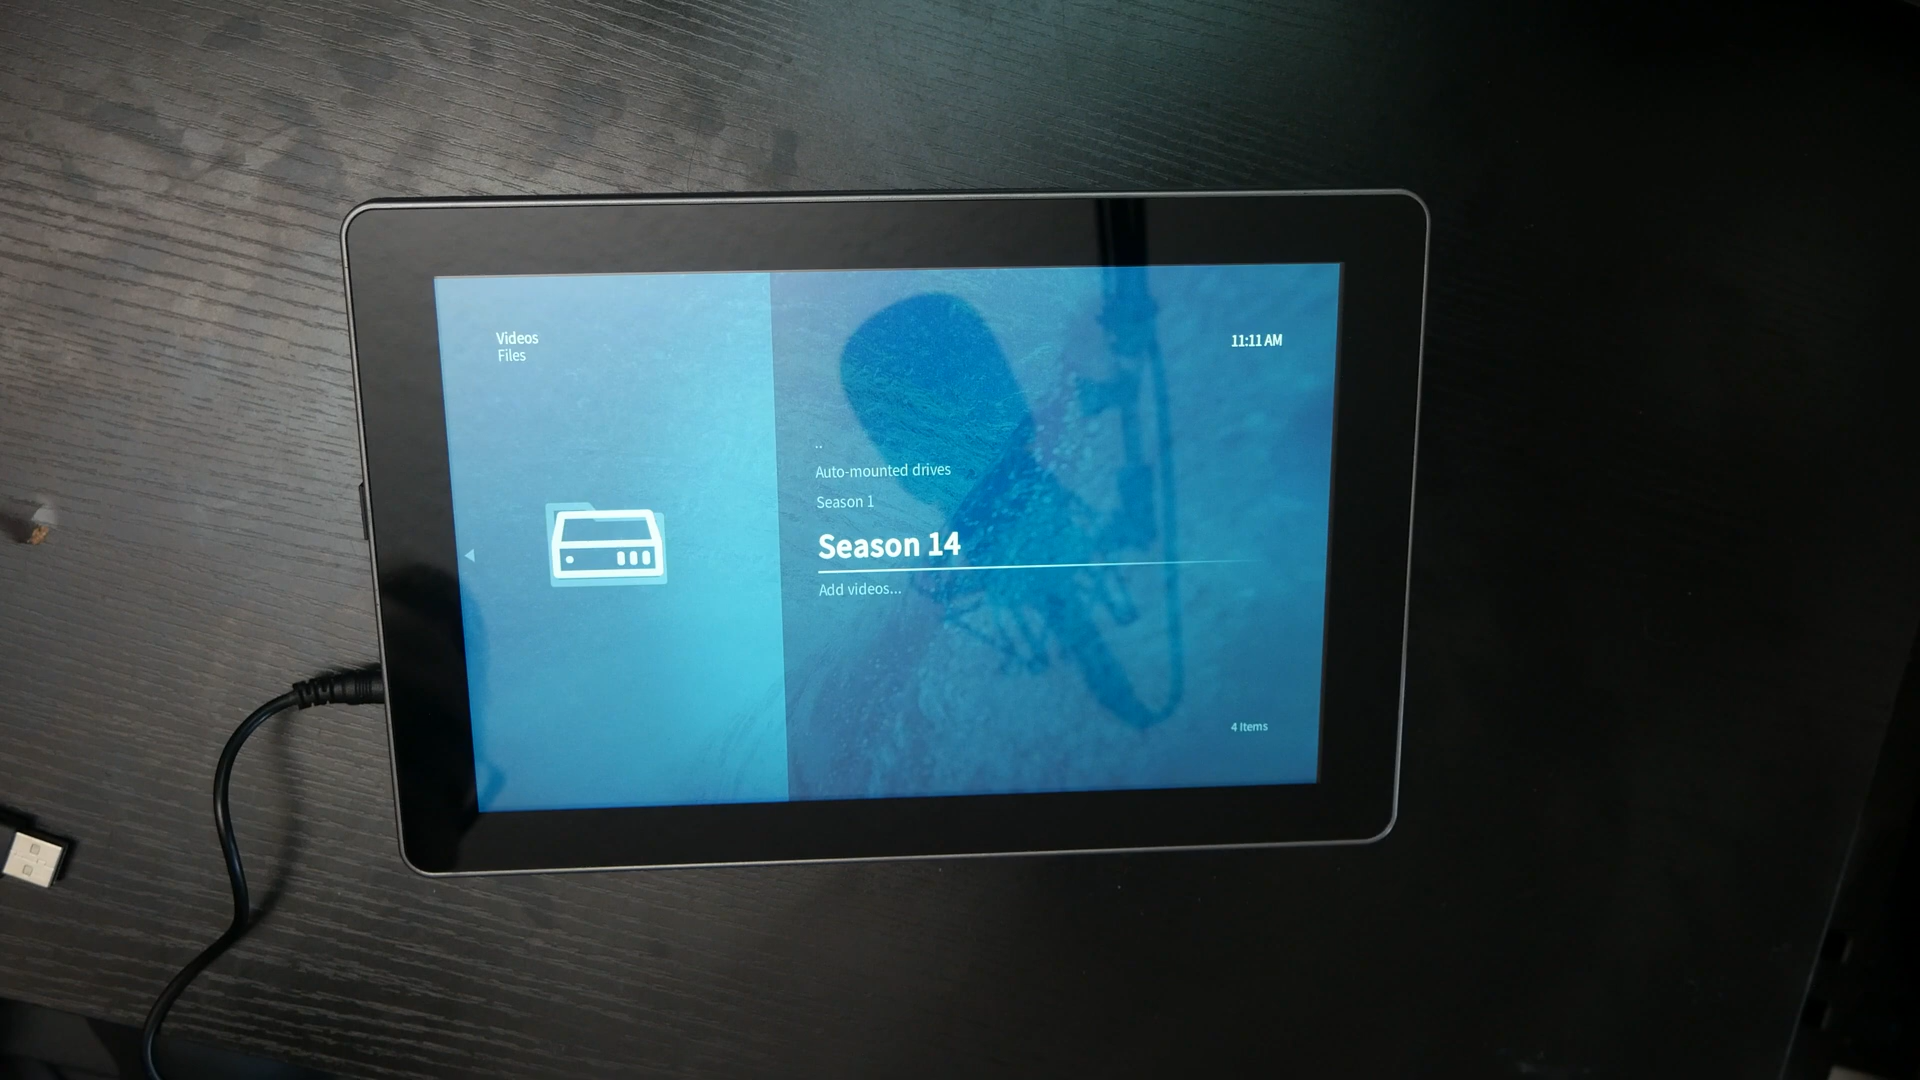 Videos
Files
11:11 AM
..
Auto-mounted drives
Season 1
Season 14
Add videos...
4 Items